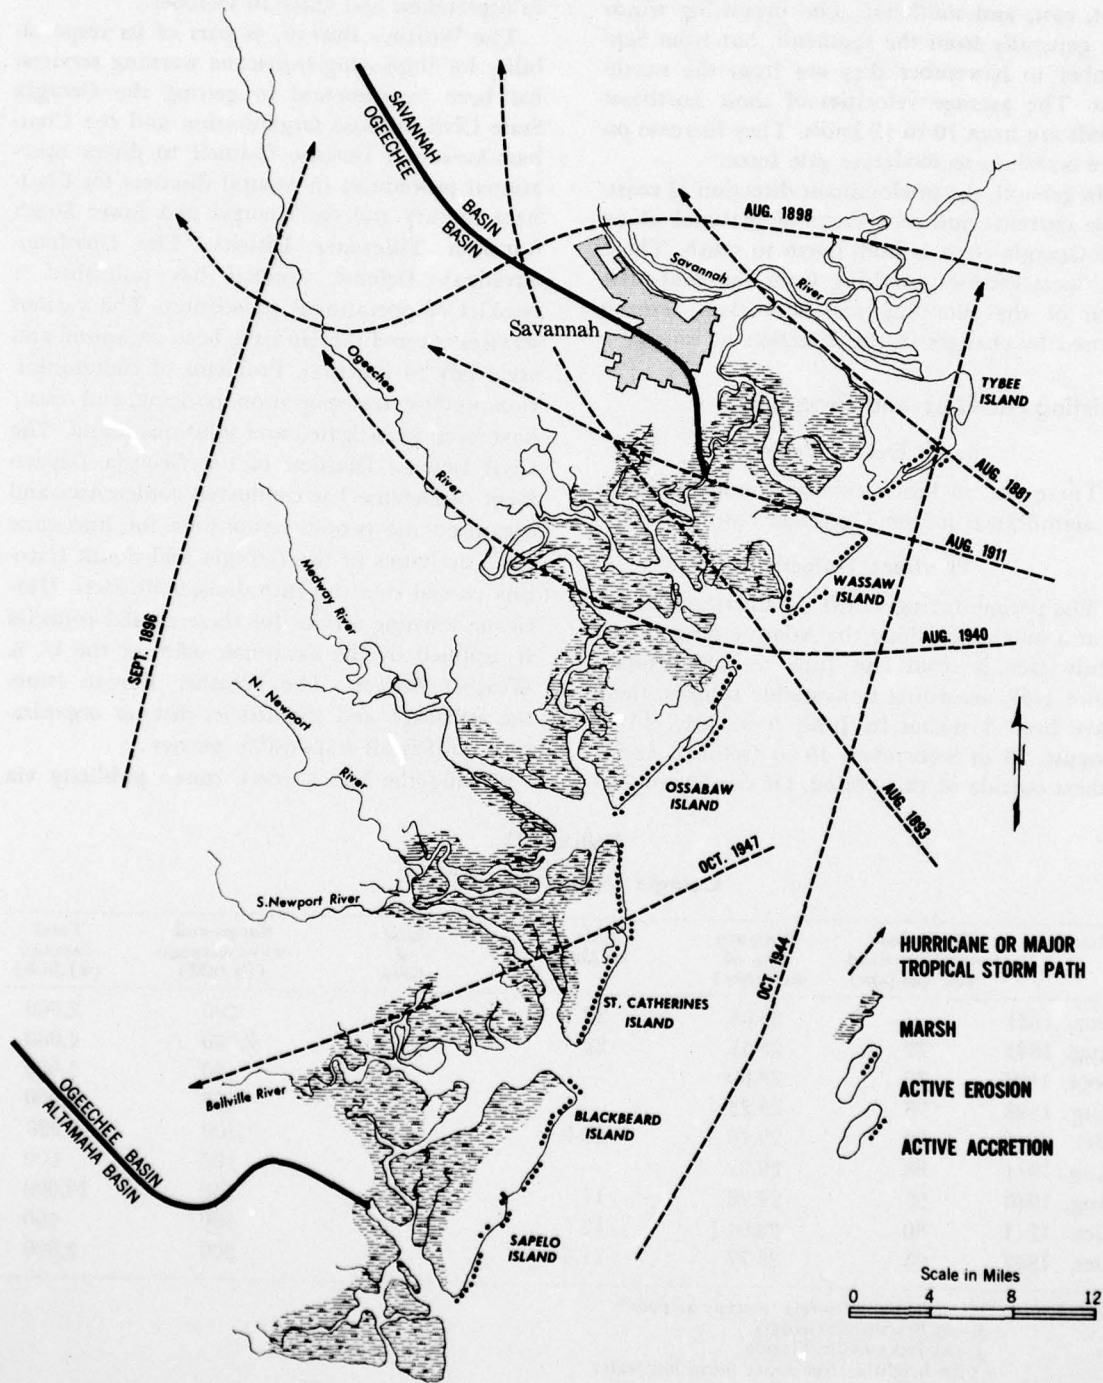 SAVANNAH BASIN
OGEECHEE BASIN
AUG. 1898
Savannah River
Savannah
Ogeechee River
TYBEE
ISLAND
AUG. 1881
AUG. 1911
WASSAW
ISLAND
Medway River
AUG. 1940
SEPT. 1896
N. Newport River
OSSABAW
ISLAND
AUG. 1893
OCT. 1947
S. Newport River
OCT. 1944
HURRICANE OR MAJOR
TROPICAL STORM PATH
ST. CATHERINES
ISLAND
MARSH
Bellville River
ACTIVE EROSION
BLACKBEARD
ISLAND
ACTIVE ACCRETION
OGEECHEE BASIN
ALTAMAHA BASIN
SAPELO
ISLAND
Scale in Miles
0 4 8 12